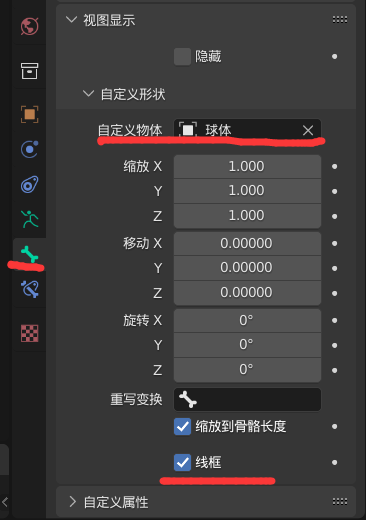 视图显示
隐藏
自定义形状
自定义物体 球体
缩放 X 1.000
Y 1.000
Z 1.000
移动 X 0.00000
Y 0.00000
Z 0.00000
旋转 X 0°
Y 0°
Z 0°
重写变换
缩放到骨骼长度
线框
自定义属性